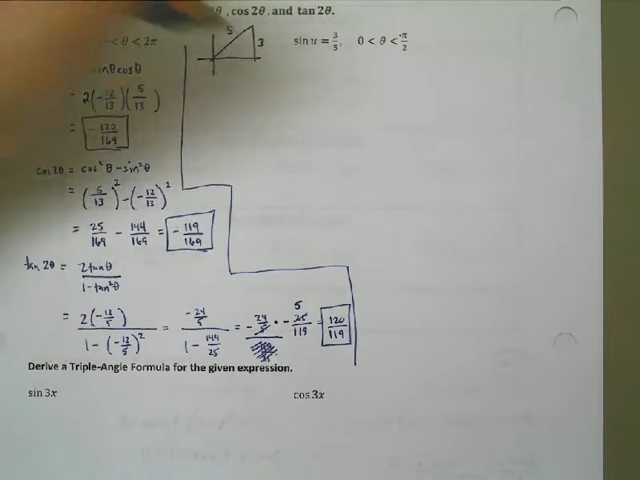 , cos 2θ, and tan 2θ.
< θ < 2π
5
3
sin u = 3/5, 0 < θ < π/2
inθcosθ
= 2(-12/13)(5/13)
= -120/169
cos2θ = cos²θ - sin²θ
= (5/13)² - (-12/13)²
= 25/169 - 144/169 = -119/169
tan 2θ = 2tanθ/1-tan²θ
= 2(-12/5)/1-(-12/5)² = -24/5/1-144/25 = -24/5 · -25/119 5 120/119
Derive a Triple-Angle Formula for the given expression.
sin 3x cos 3x